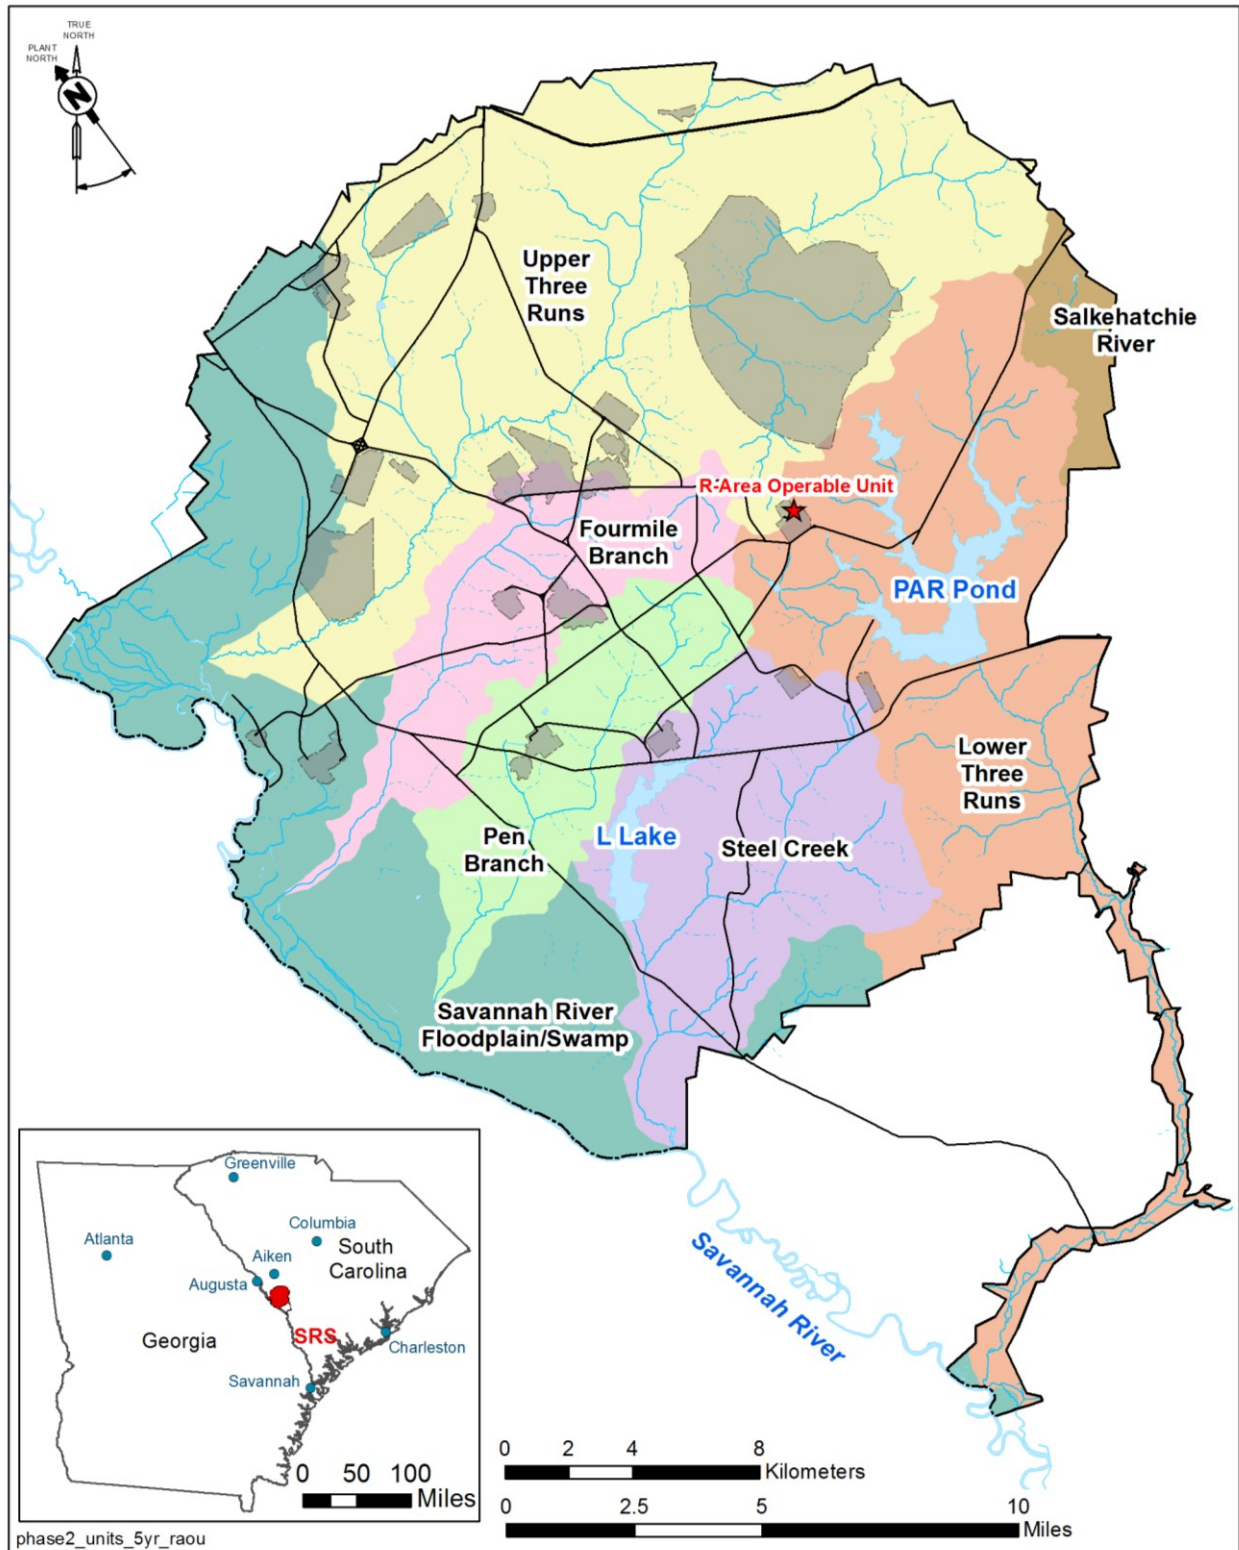 TRUE
NORTH
PLANT
NORTH
N
Upper
Three
Runs
Salkehatchie
River
R-Area Operable Unit
Fourmile
Branch
PAR Pond
Lower
Three
Runs
Pen
Branch
L Lake
Steel Creek
Savannah River
Floodplain/Swamp
Savannah River
Greenville
Columbia
Atlanta
Aiken
South
Carolina
Augusta
SRS
Georgia
Charleston
Savannah
0 50 100
Miles
0 2 4 8
Kilometers
0 2.5 5 10
Miles
phase2_units_5yr_raou